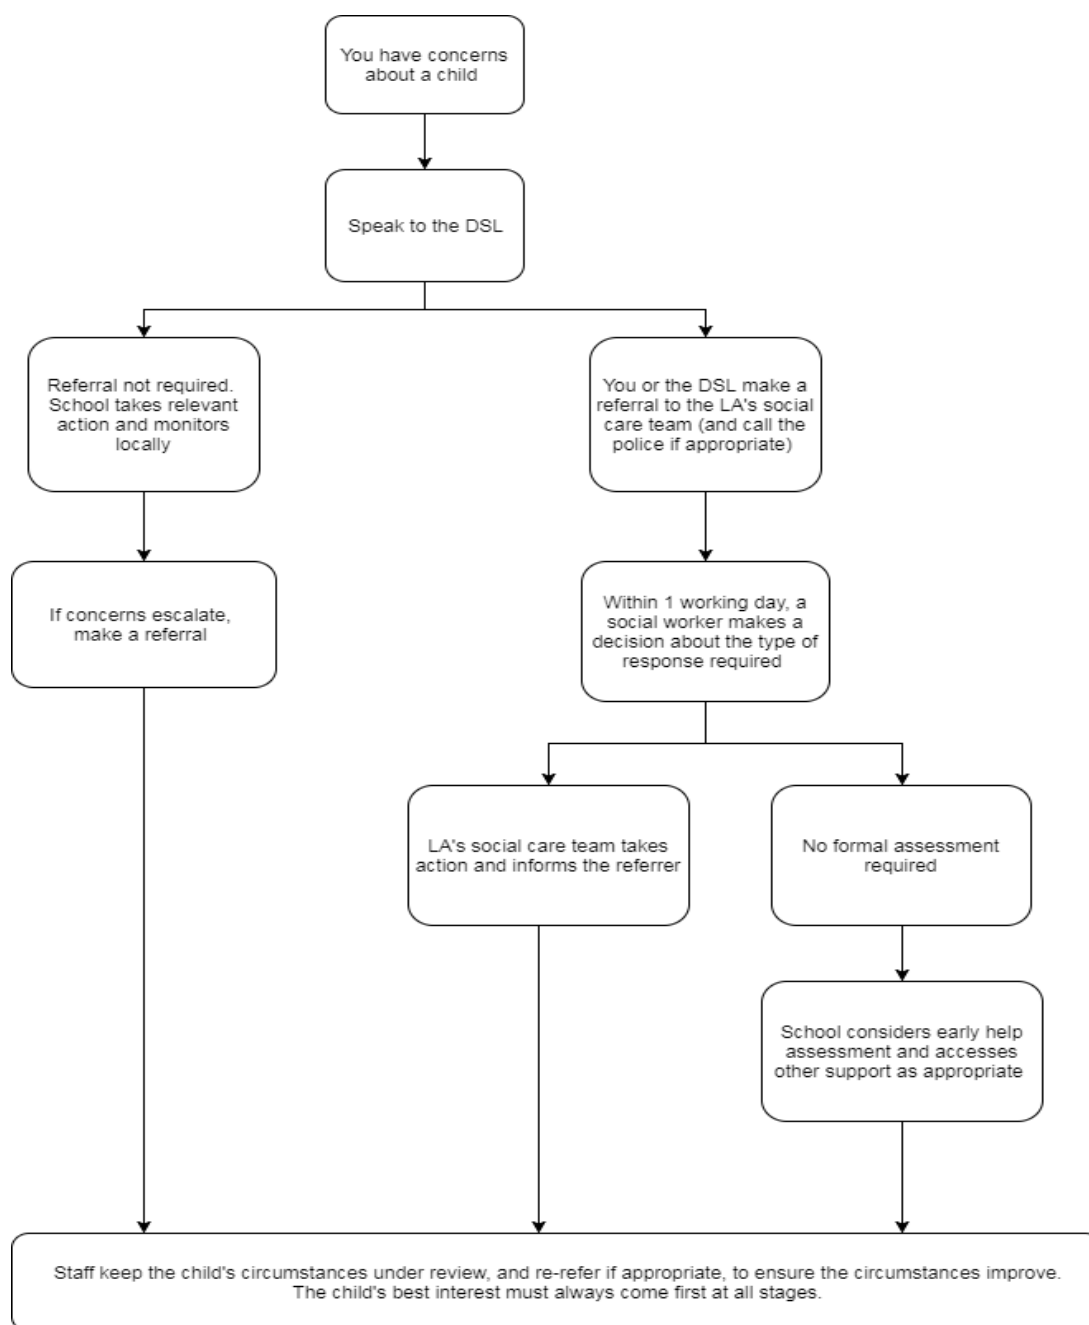 You have concerns
about a child
Speak to the DSL
Referral not required.
School takes relevant
action and monitors
locally
You or the DSL make a
referral to the LA's social
care team (and call the
police if appropriate)
If concerns escalate,
make a referral
Within 1 working day, a
social worker makes a
decision about the type of
response required
LA's social care team takes
action and informs the referrer
No formal assessment
required
School considers early help
assessment and accesses
other support as appropriate
Staff keep the child's circumstances under review, and re-refer if appropriate, to ensure the circumstances improve.
The child's best interest must always come first at all stages.